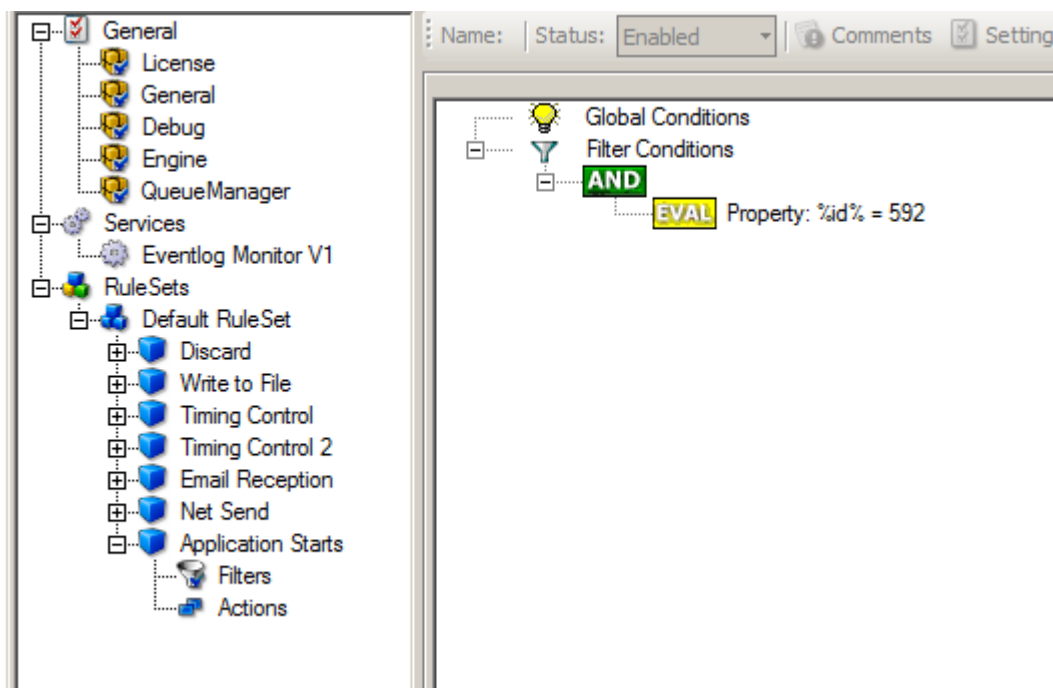 General
License
General
Debug
Engine
QueueManager
Services
Eventlog Monitor V1
RuleSets
Default RuleSet
Discard
Write to File
Timing Control
Timing Control 2
Email Reception
Net Send
Application Starts
Filters
Actions
Name: Status: Enabled Comments Setting
Global Conditions
Filter Conditions
AND
EVAL Property: %id% = 592